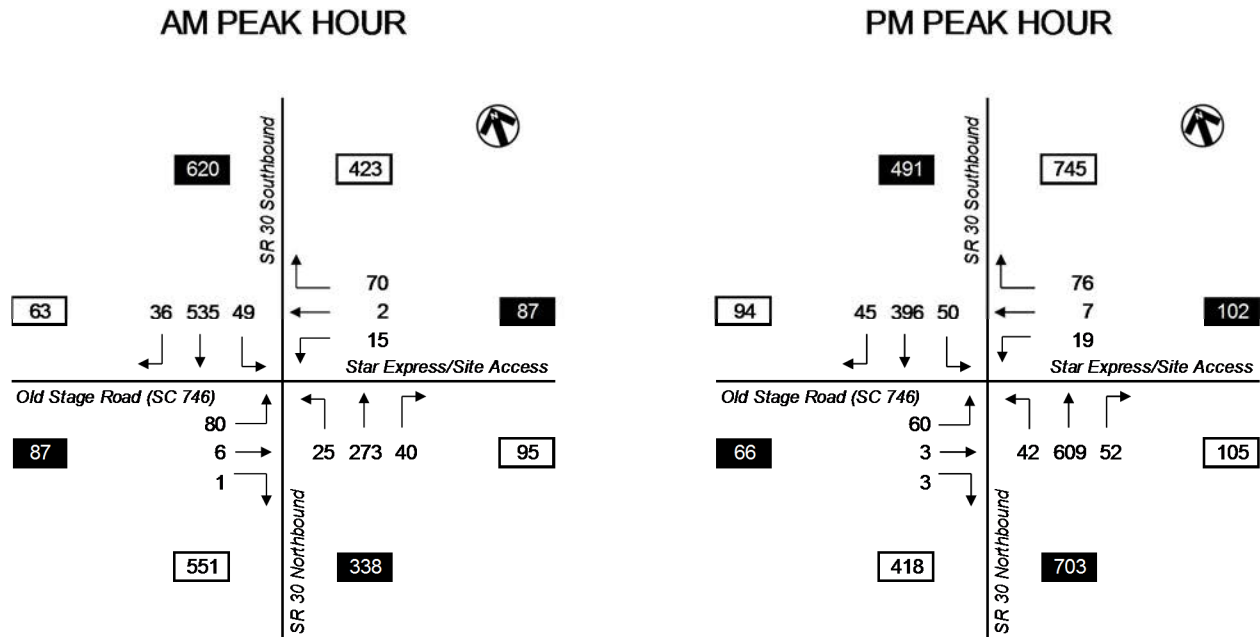 AM PEAK HOUR
620
423
SR 30 Southbound
70
63
36 535 49
2
87
15
Star Express/Site Access
Old Stage Road (SC 746)
80
87
6
25 273 40
95
1
SR 30 Northbound
551
338
PM PEAK HOUR
491
745
SR 30 Southbound
76
94
45 396 50
7
102
19
Star Express/Site Access
Old Stage Road (SC 746)
60
66
3
42 609 52
105
3
SR 30 Northbound
418
703